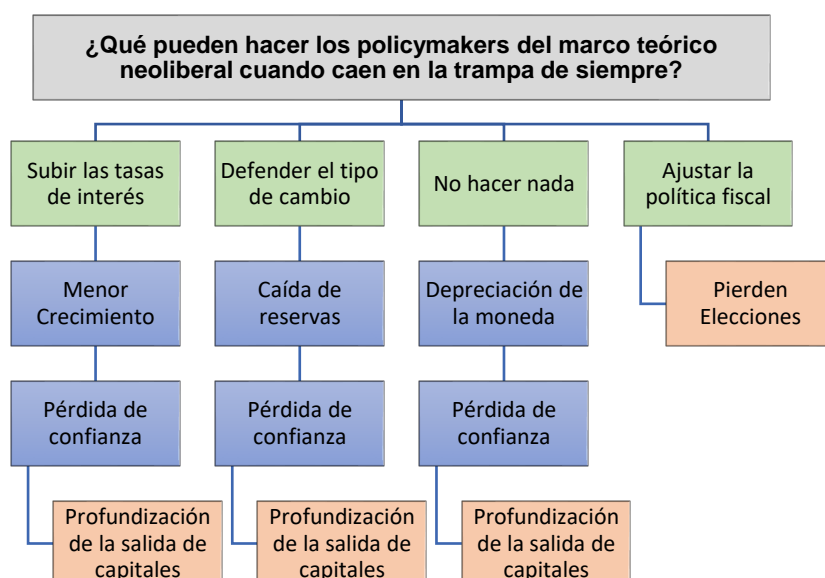 ¿Qué pueden hacer los policymakers del marco teórico
neoliberal cuando caen en la trampa de siempre?
Subir las tasas
de interés
Menor
Crecimiento
Pérdida de
confianza
Profundización
de la salida de
capitales
Defender el tipo
de cambio
Caída de
reservas
Pérdida de
confianza
Profundización
de la salida de
capitales
No hacer nada
Depreciación de
la moneda
Pérdida de
confianza
Profundización
de la salida de
capitales
Ajustar la
política fiscal
Pierden
Elecciones